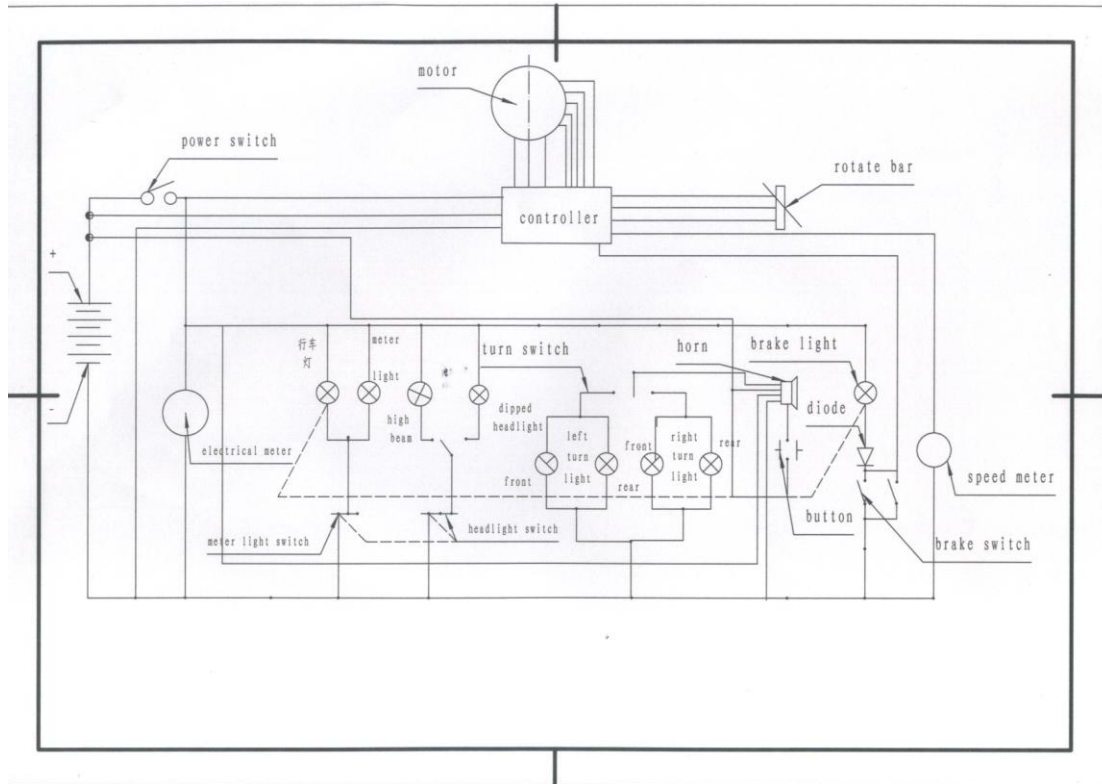 motor
power switch
rotate bar
controller
+
-
行车
灯
meter
light
turn switch
horn
brake light
high
beam
dipped
headlight
diode
electrical meter
left
turn
light
front
rear
front
right
turn
light
rear
speed meter
button
meter light switch
headlight switch
brake switch